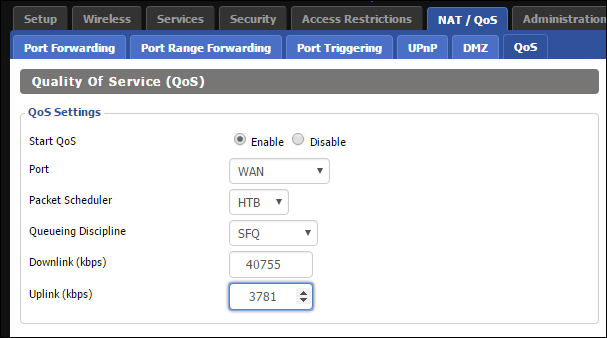 Setup Wireless Services Security Access Restrictions NAT / QoS Administration
Port Forwarding Port Range Forwarding Port Triggering UPnP DMZ QoS
Quality Of Service (QoS)
QoS Settings
Start QoS Enable Disable
Port WAN
Packet Scheduler HTB
Queueing Discipline SFQ
Downlink (kbps) 40755
Uplink (kbps) 3781